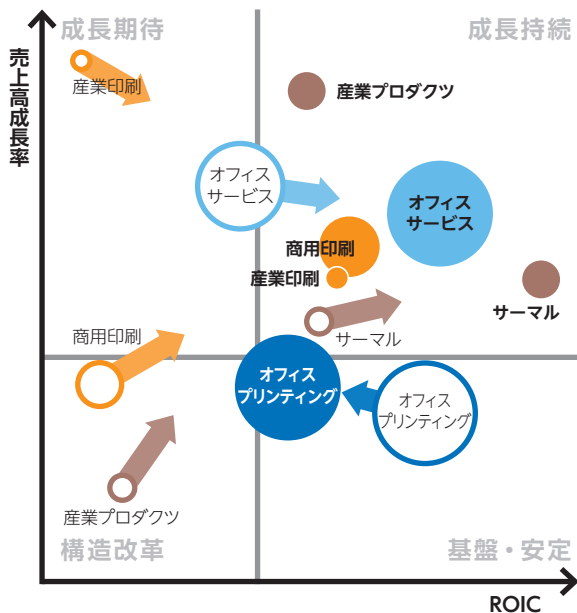 成長期待
成長持続
売上高成長率
産業印刷
産業プロダクツ
オフィス
サービス
オフィス
サービス
商用印刷
産業印刷
サーマル
商用印刷
サーマル
オフィス
プリンティング
オフィス
プリンティング
産業プロダクツ
構造改革
基盤・安定
ROIC